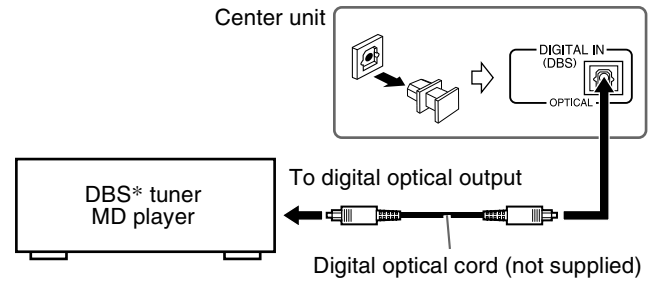 Center unit
DIGITAL IN
(DBS)
OPTICAL
To digital optical output
DBS* tuner
MD player
Digital optical cord (not supplied)